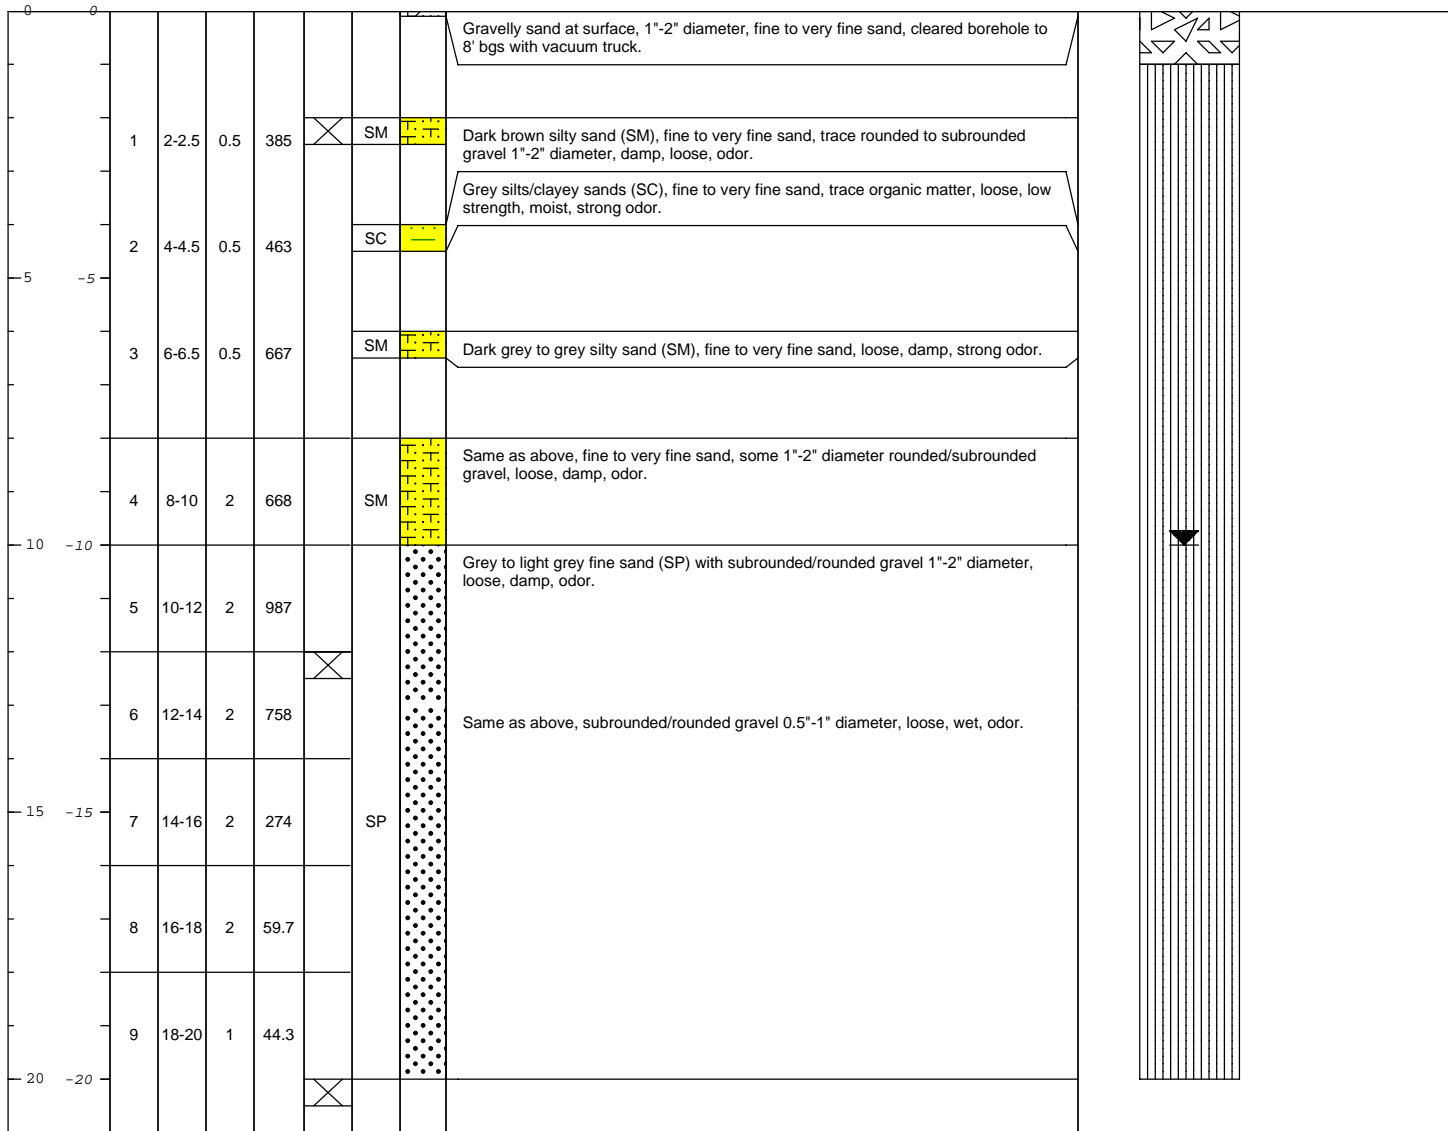 0 0
Gravelly sand at surface, 1"-2" diameter, fine to very fine sand, cleared borehole to
8' bgs with vacuum truck.
1 2-2.5 0.5 385 SM
Dark brown silty sand (SM), fine to very fine sand, trace rounded to subrounded
gravel 1"-2" diameter, damp, loose, odor.
Grey silts/clayey sands (SC), fine to very fine sand, trace organic matter, loose, low
strength, moist, strong odor.
2 4-4.5 0.5 463 SC
5 -5
3 6-6.5 0.5 667 SM
Dark grey to grey silty sand (SM), fine to very fine sand, loose, damp, strong odor.
Same as above, fine to very fine sand, some 1"-2" diameter rounded/subrounded
gravel, loose, damp, odor.
4 8-10 2 668 SM
10 -10
Grey to light grey fine sand (SP) with subrounded/rounded gravel 1"-2" diameter,
loose, damp, odor.
5 10-12 2 987
6 12-14 2 758
Same as above, subrounded/rounded gravel 0.5"-1" diameter, loose, wet, odor.
15 -15
7 14-16 2 274 SP
8 16-18 2 59.7
9 18-20 1 44.3
20 -20